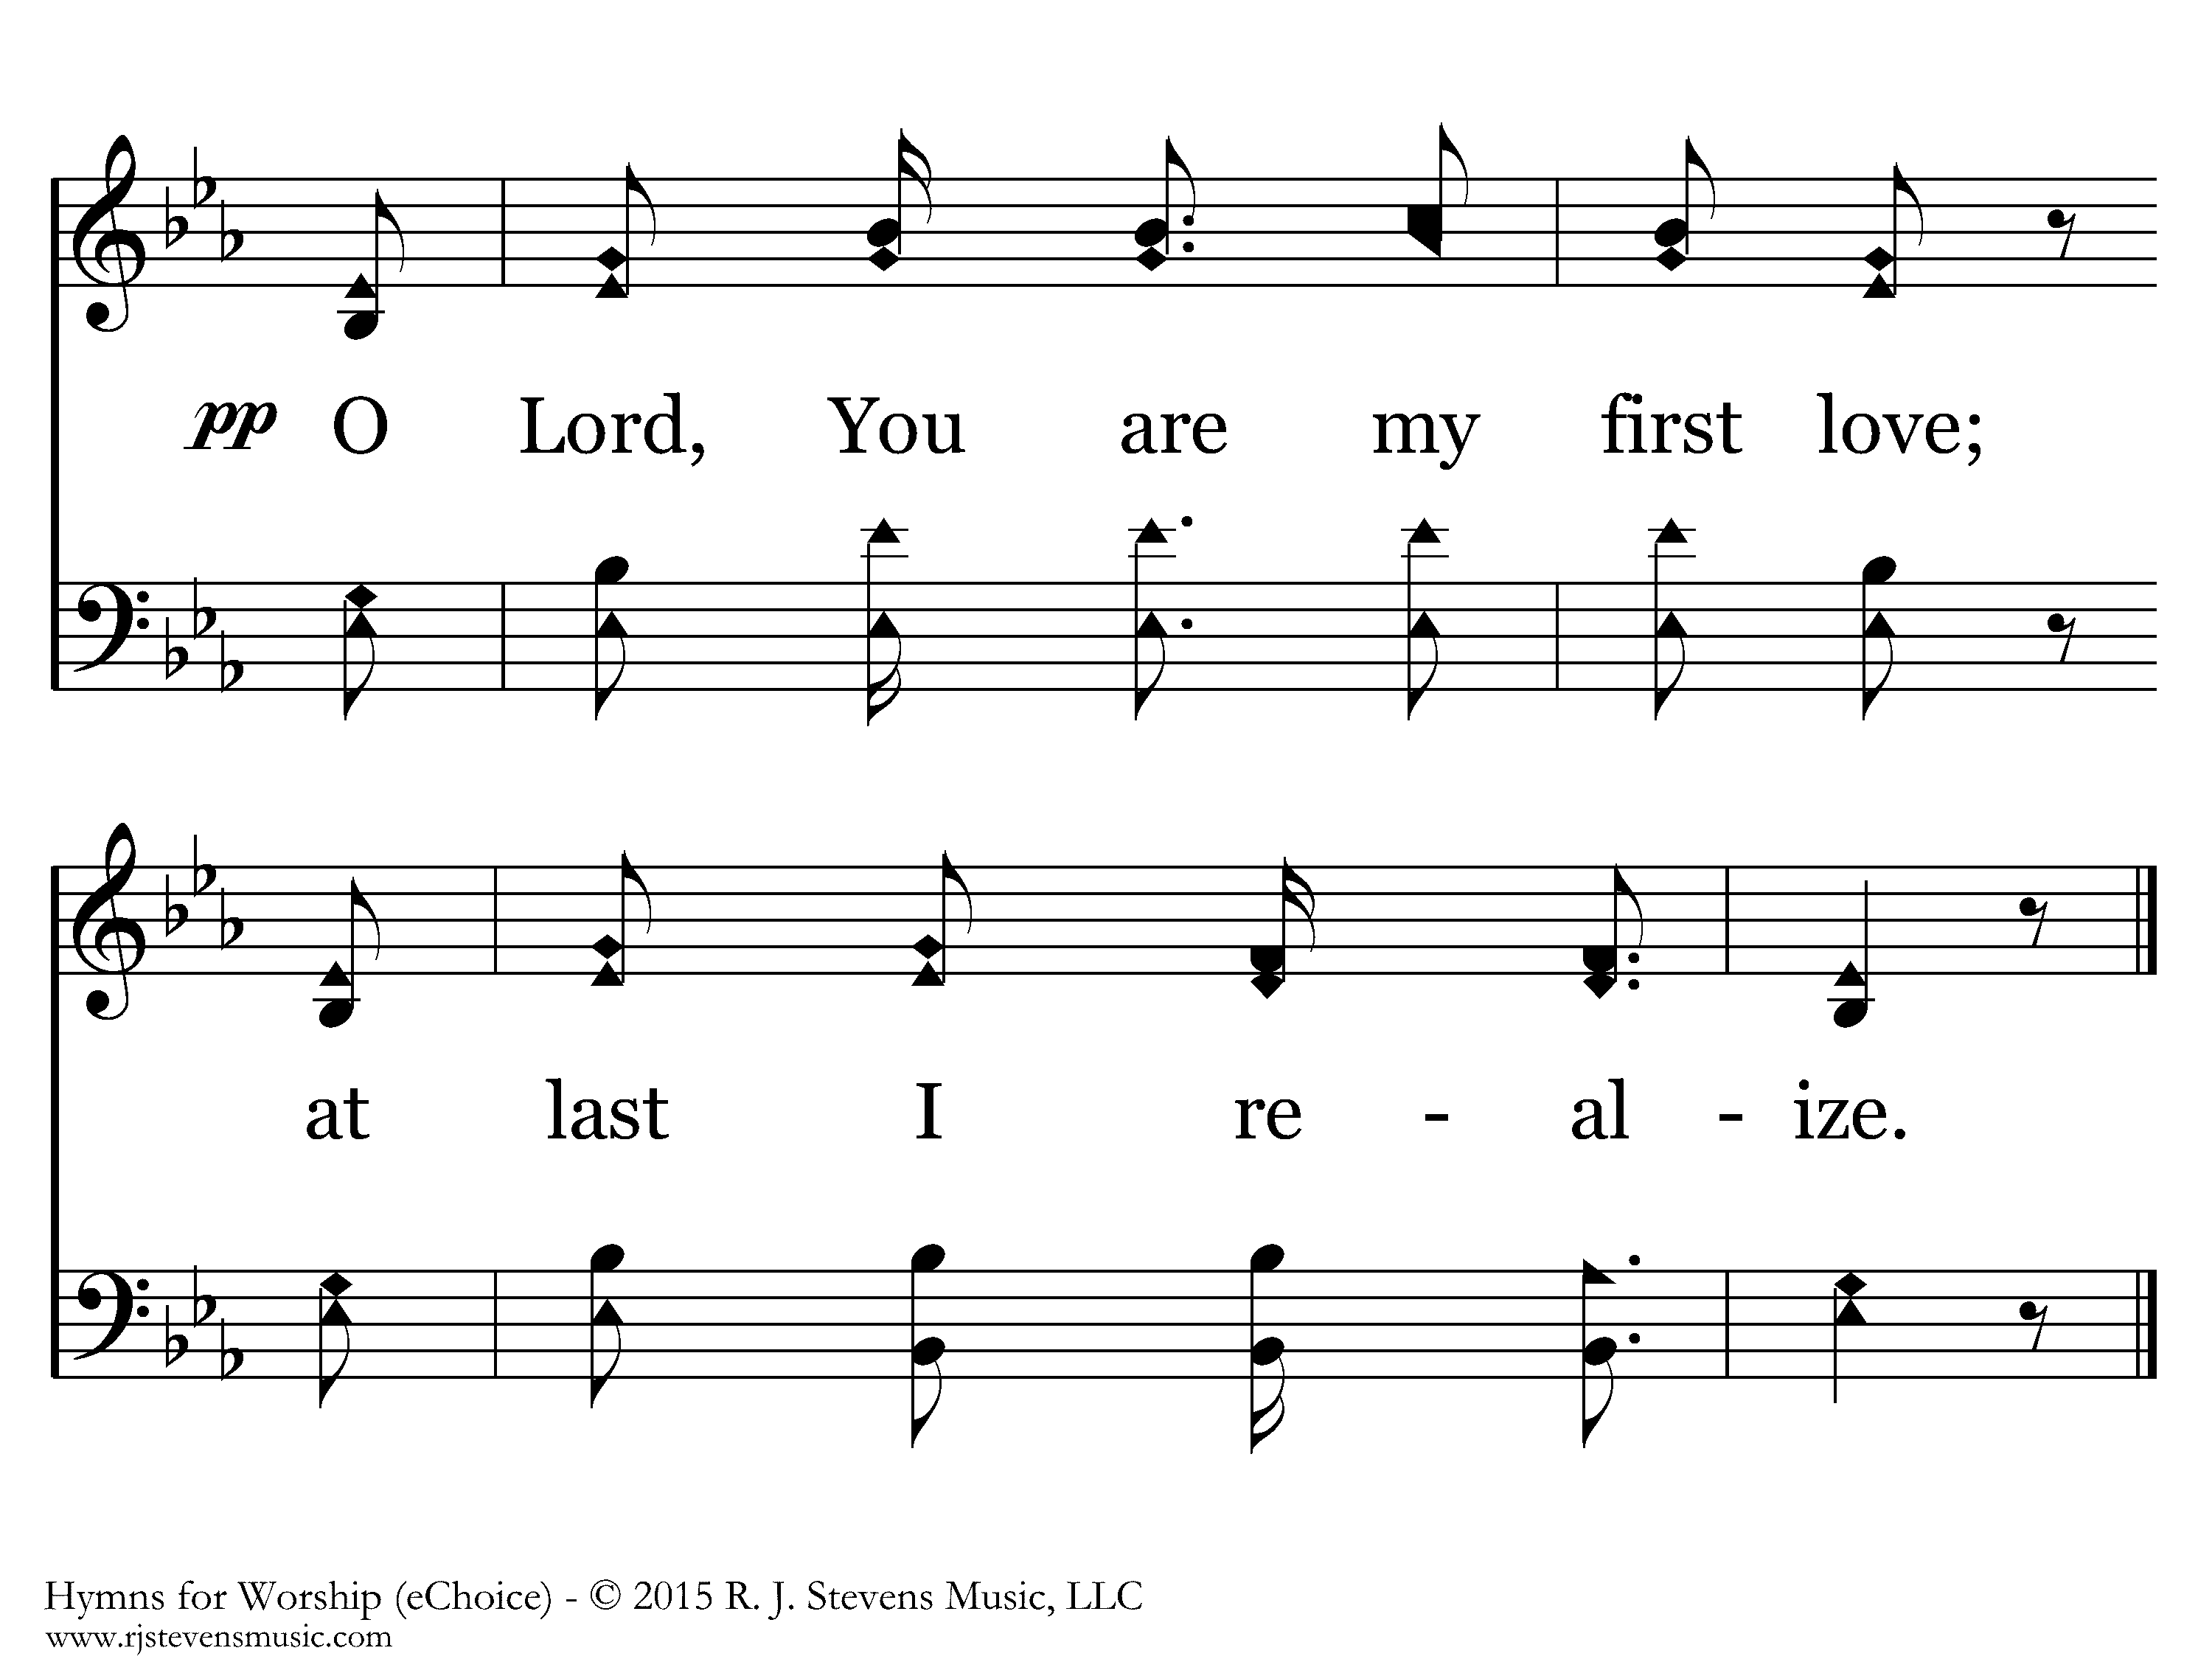 pp O Lord, You are my first love;
at last I re - al - ize.
Hymns for Worship (eChoice) - © 2015 R. J. Stevens Music, LLC
www.rjstevensmusic.com